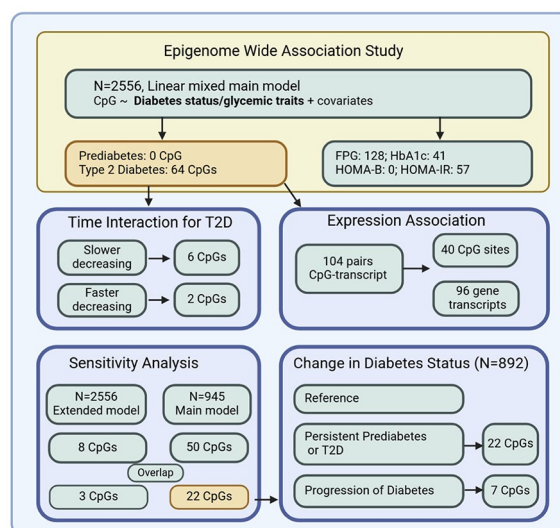 Epigenome Wide Association Study
N=2556, Linear mixed main model
CpG ~ Diabetes status/glycemic traits + covariates
Prediabetes: 0 CpG
Type 2 Diabetes: 64 CpGs
FPG: 128; HbA1c: 41
HOMA-B: 0; HOMA-IR: 57
Time Interaction for T2D
Slower
decreasing
6 CpGs
Faster
decreasing
2 CpGs
Expression Association
104 pairs
CpG-transcript
40 CpG sites
96 gene
transcripts
Sensitivity Analysis
N=2556
Extended model
N=945
Main model
8 CpGs
50 CpGs
Overlap
3 CpGs
22 CpGs
Change in Diabetes Status (N=892)
Reference
Persistent Prediabetes
or T2D
22 CpGs
Progression of Diabetes
7 CpGs